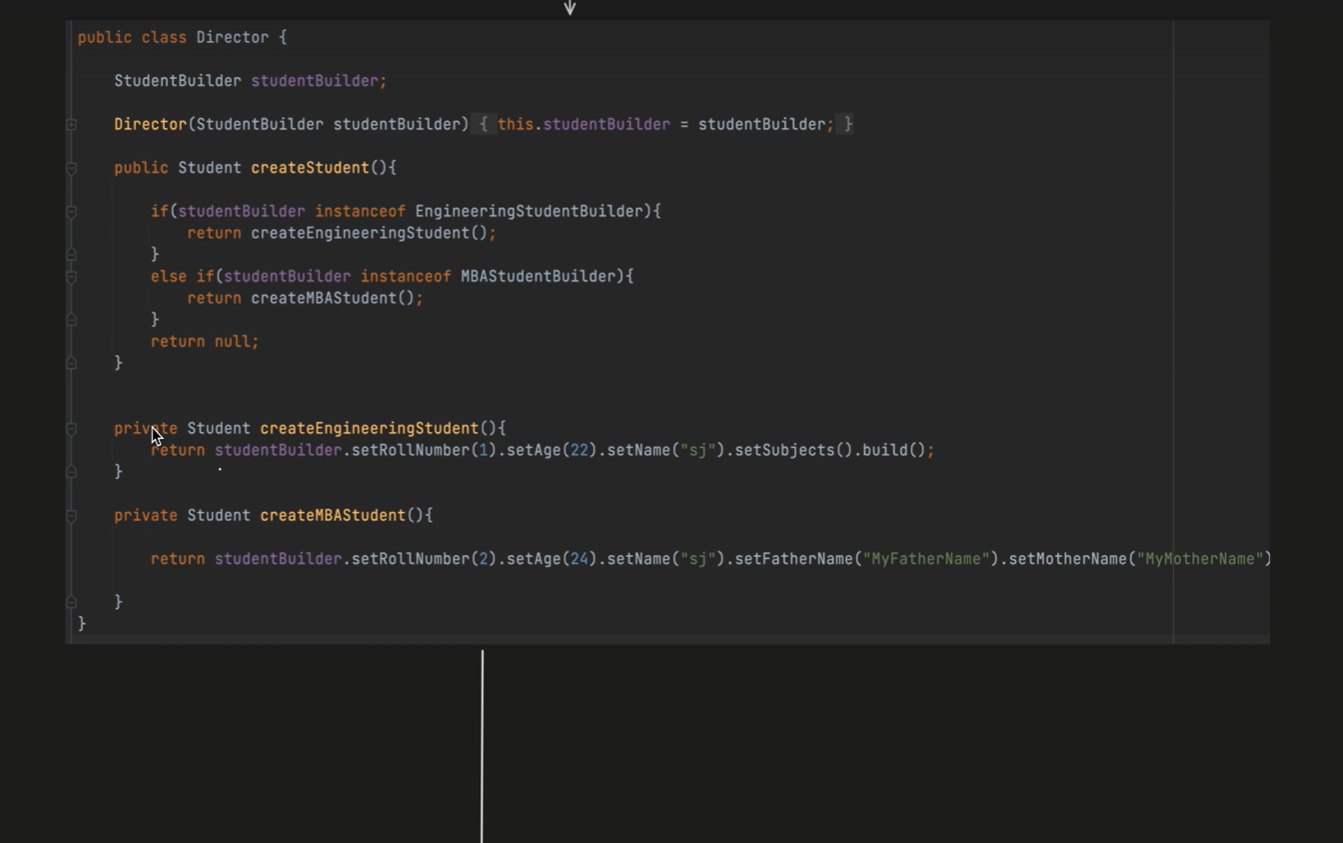 public class Director {
StudentBuilder studentBuilder;
Director(StudentBuilder studentBuilder) { this.studentBuilder = studentBuilder; }
public Student createStudent(){
if(studentBuilder instanceof EngineeringStudentBuilder){
return createEngineeringStudent();
}
else if(studentBuilder instanceof MBAStudentBuilder){
return createMBAStudent();
}
return null;
}
private Student createEngineeringStudent(){
return studentBuilder.setRollNumber(1).setAge(22).setName("sj").setSubjects().build();
}
private Student createMBAStudent(){
return studentBuilder.setRollNumber(2).setAge(24).setName("sj").setFatherName("MyFatherName").setMotherName("MyMotherName")
}
}